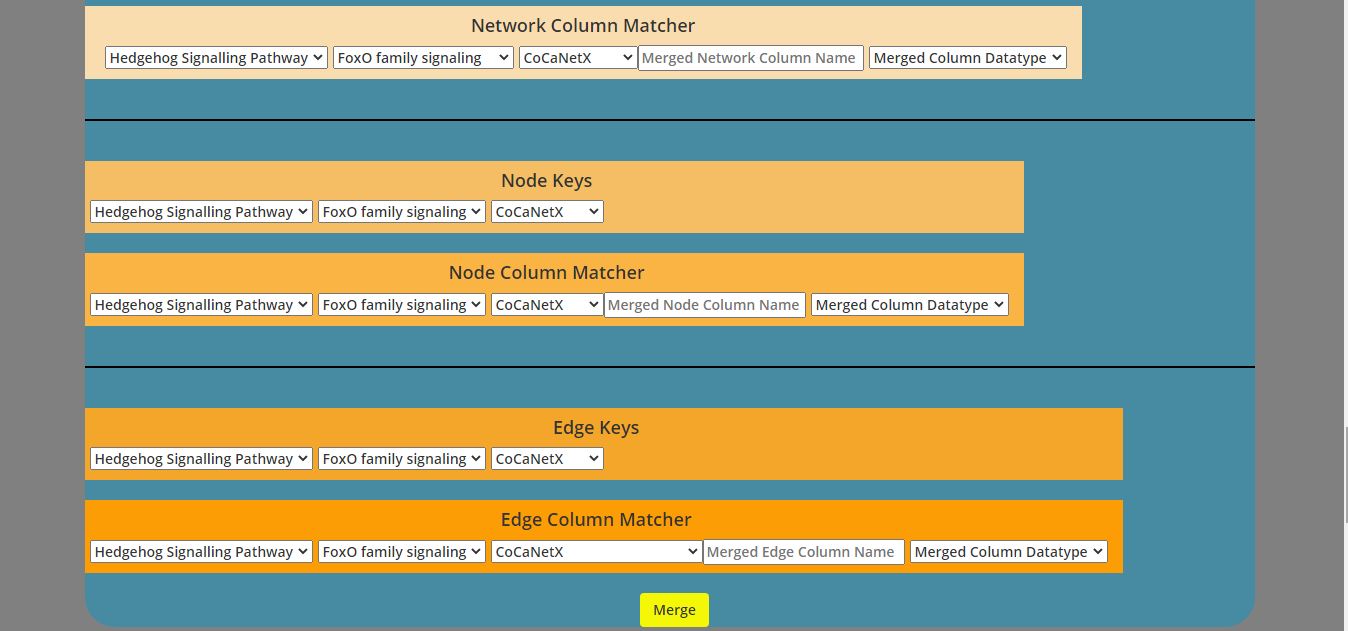 Network Column Matcher
Hedgehog Signalling Pathway FoxO family signaling CoCaNetX Merged Network Column Name Merged Column Datatype
Node Keys
Hedgehog Signalling Pathway FoxO family signaling CoCaNetX
Node Column Matcher
Hedgehog Signalling Pathway FoxO family signaling CoCaNetX Merged Node Column Name Merged Column Datatype
Edge Keys
Hedgehog Signalling Pathway FoxO family signaling CoCaNetX
Edge Column Matcher
Hedgehog Signalling Pathway FoxO family signaling CoCaNetX Merged Edge Column Name Merged Column Datatype
Merge